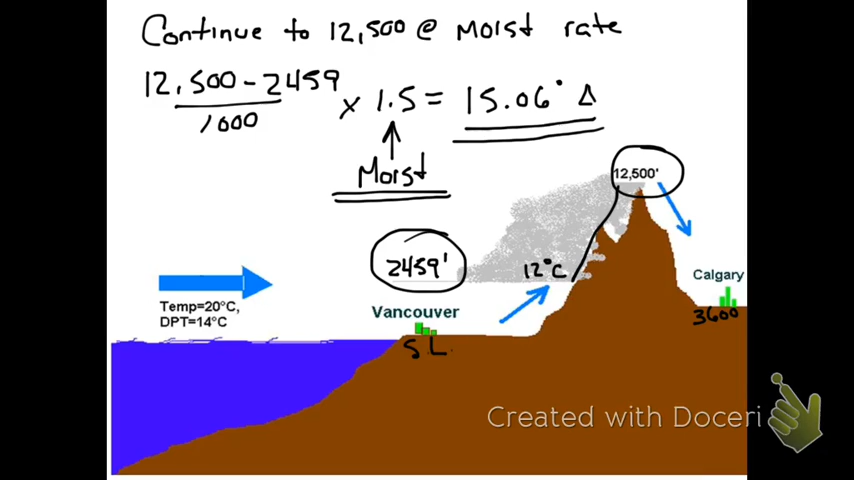 Continue to 12,500 @ Moist rate
12,500 - 2459
1000
x 1.5 = 15.06° Δ
Moist
12,500'
2459'
12°C
Calgary
3600
Temp=20°C,
DPT=14°C
Vancouver
S L.
Created with Doceri